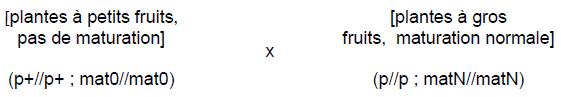 [plantes à petits fruits,
pas de maturation]
x
[plantes à gros
fruits,  maturation normale]
(p+//p+ ; mat0//mat0)
(p//p ; matN//matN)